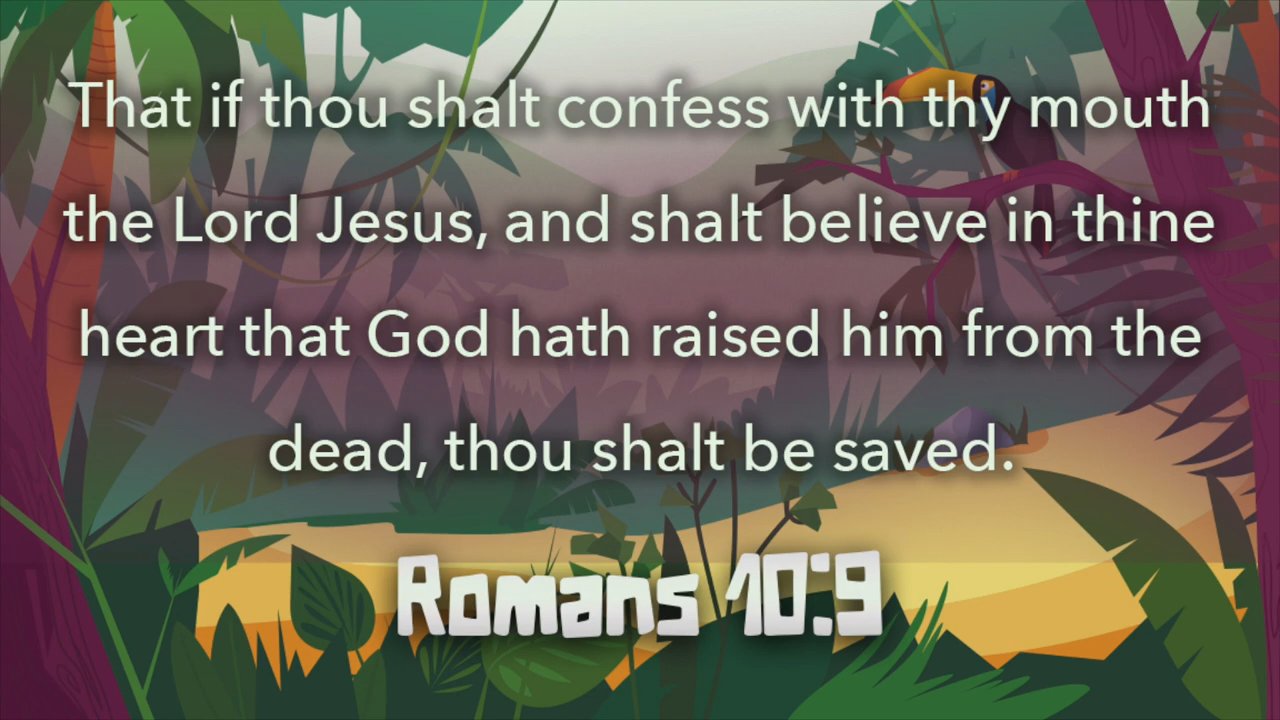 That if thou shalt confess with thy mouth
the Lord Jesus, and shalt believe in thine
heart that God hath raised him from the
dead, thou shalt be saved.
Romans 10:9